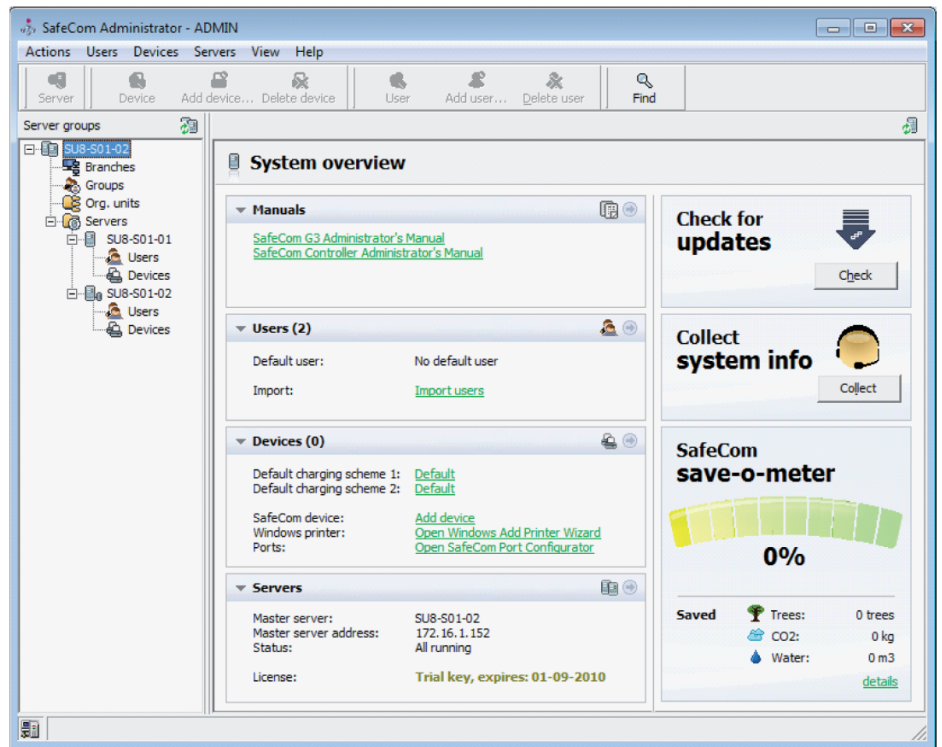 SafeCom Administrator - ADMIN
Actions Users Devices Servers View Help
Server Device Add device... Delete device User Add user... Delete user Find
Server groups
SU8-S01-02
Branches
Groups
Org. units
Servers
SU8-S01-01
Users
Devices
SU8-S01-02
Users
Devices
System overview
Manuals
SafeCom G3 Administrator's Manual
SafeCom Controller Administrator's Manual
Users (2)
Default user: No default user
Import: Import users
Devices (0)
Default charging scheme 1: Default
Default charging scheme 2: Default
SafeCom device: Add device
Windows printer: Open Windows Add Printer Wizard
Ports: Open SafeCom Port Configurator
Servers
Master server: SU8-S01-02
Master server address: 172.16.1.152
Status: All running
License: Trial key, expires: 01-09-2010
Check for
updates
Check
Collect
system info
Collect
SafeCom
save-o-meter
0%
Saved Trees: 0 trees
CO2: 0 kg
Water: 0 m3
details